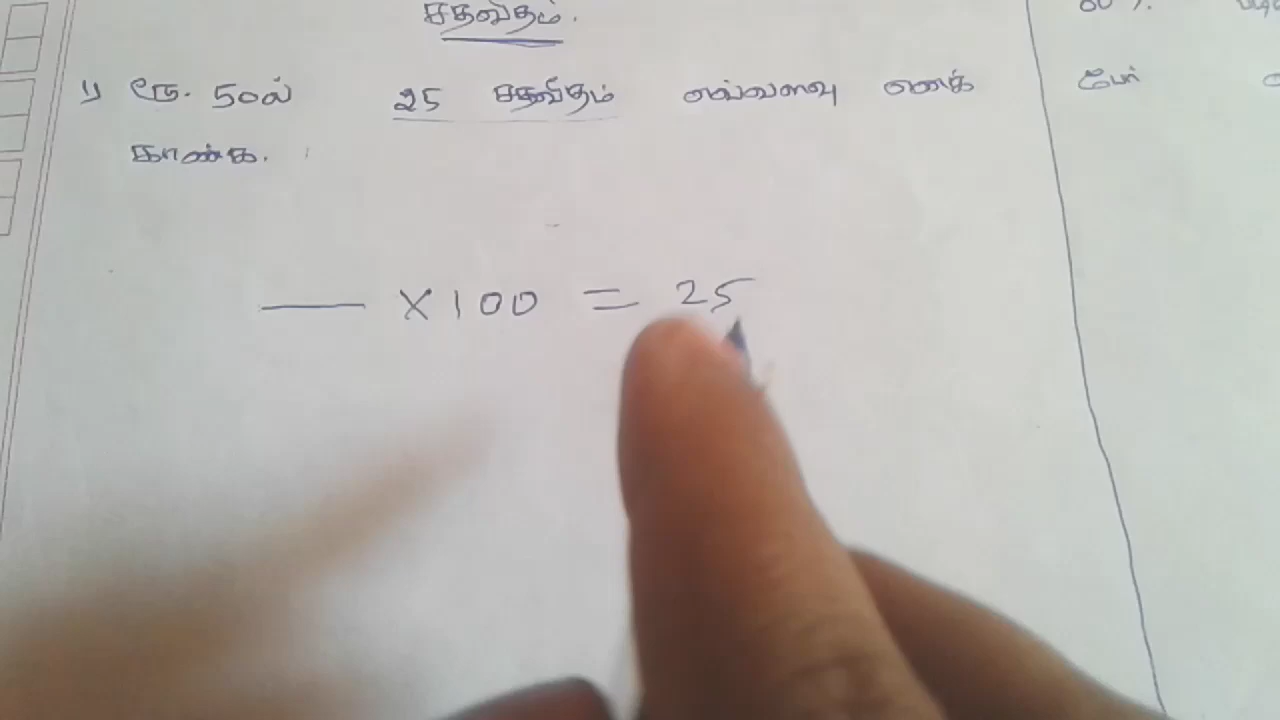 சதவிதம்.
1) ரூ. 50ல் 25 சதவிதம் எவ்வளவு எனக்
காண்க.
— × 100 = 25
பேர்